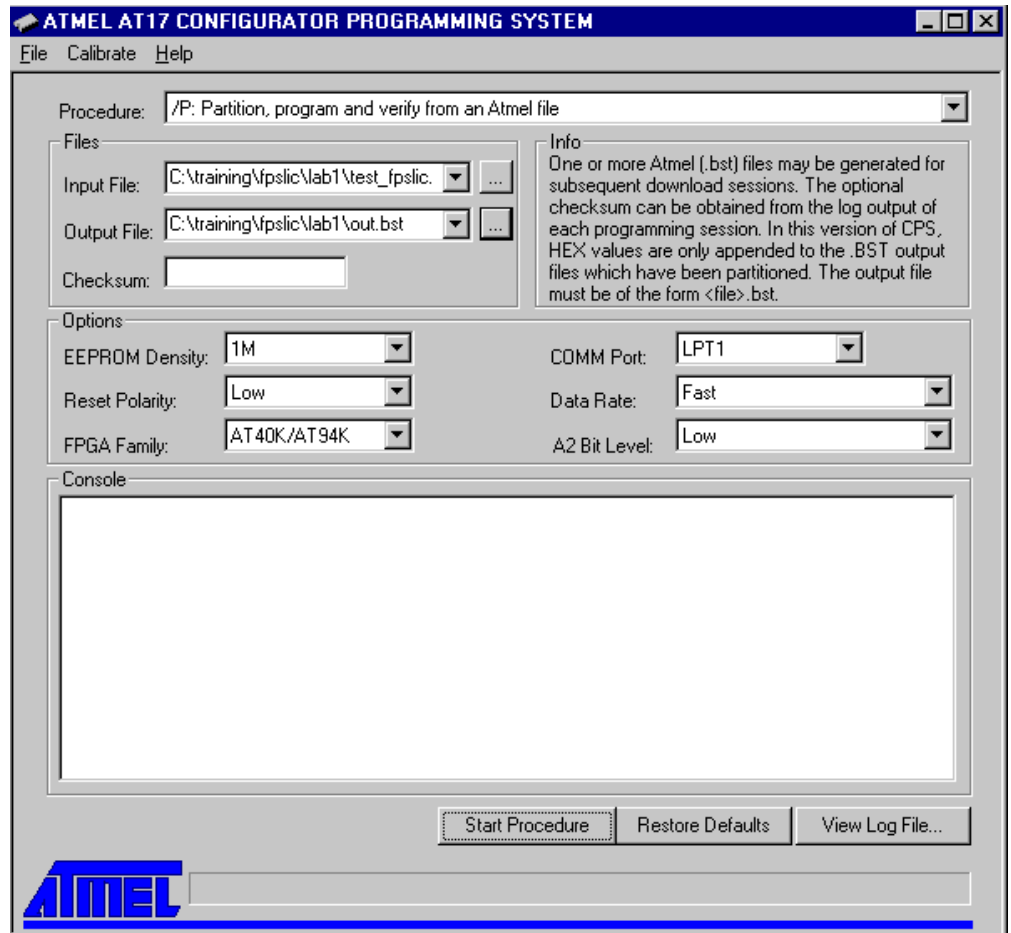 ATMEL AT17 CONFIGURATOR PROGRAMMING SYSTEM
File Calibrate Help
Procedure: /P: Partition, program and verify from an Atmel file
Files
Input File: C:\training\fpslic\lab1\test_fpslic. ...
Output File: C:\training\fpslic\lab1\out.bst ...
Checksum:
Info
One or more Atmel (.bst) files may be generated for
subsequent download sessions. The optional
checksum can be obtained from the log output of
each programming session. In this version of CPS,
HEX values are only appended to the .BST output
files which have been partitioned. The output file
must be of the form <file>.bst.
Options
EEPROM Density: 1M
COMM Port: LPT1
Reset Polarity: Low
Data Rate: Fast
FPGA Family: AT40K/AT94K
A2 Bit Level: Low
Console
Start Procedure Restore Defaults View Log File...
ATMEL